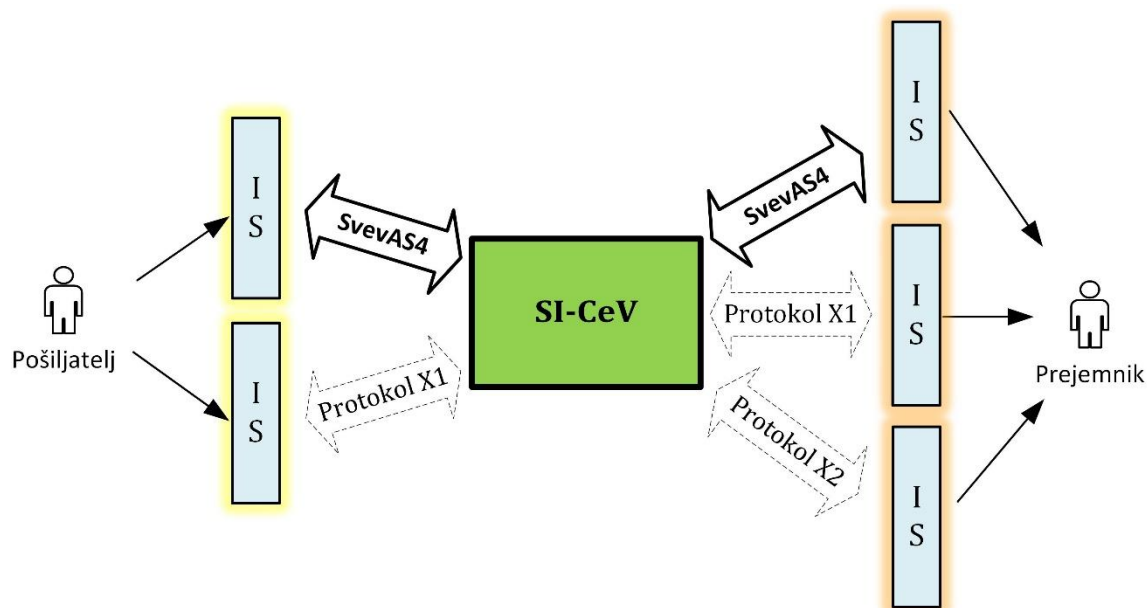 I
S
I
S
Pošiljatelj
SvevAS4
Protokol X1
SI-CeV
SvevAS4
Protokol X1
Protokol X2
I
S
I
S
I
S
Prejemnik